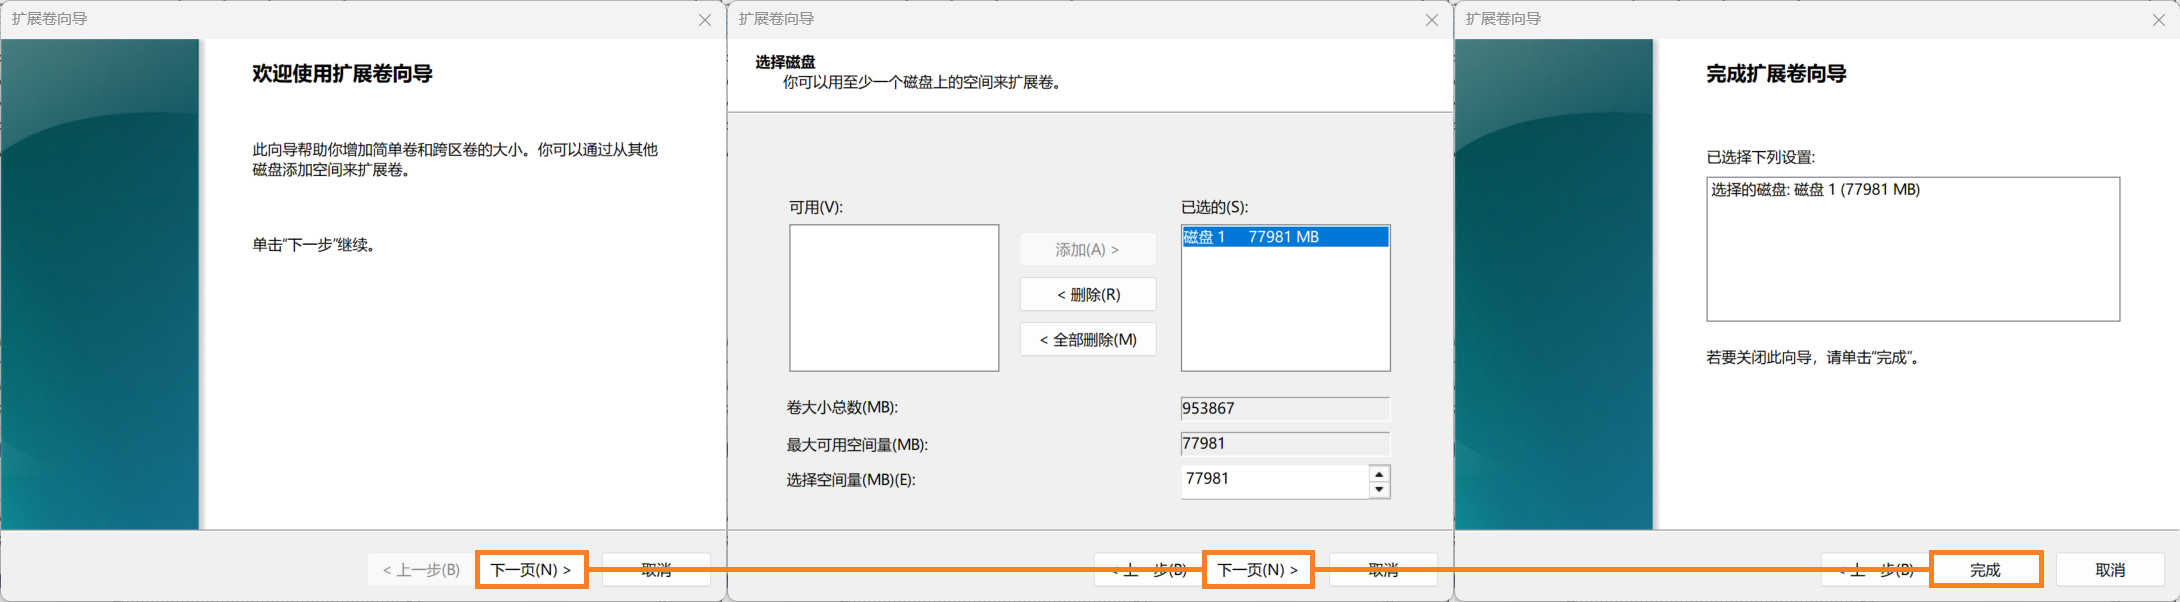 扩展卷向导
欢迎使用扩展卷向导
此向导帮助你增加简单卷和跨区卷的大小。你可以通过从其他
磁盘添加空间来扩展卷。
单击"下一步"继续。
< 上一步(B)
下一页(N) >
取消
扩展卷向导
选择磁盘
你可以用至少一个磁盘上的空间来扩展卷。
可用(V):
已选的(S):
磁盘 1 77981 MB
添加(A) >
< 删除(R)
< 全部删除(M)
卷大小总数(MB):
953867
最大可用空间量(MB):
77981
选择空间量(MB)(E):
77981
< 上一步(B)
下一页(N) >
取消
扩展卷向导
完成扩展卷向导
已选择下列设置:
选择的磁盘: 磁盘 1 (77981 MB)
若要关闭此向导，请单击"完成"。
< 上一步(B)
完成
取消